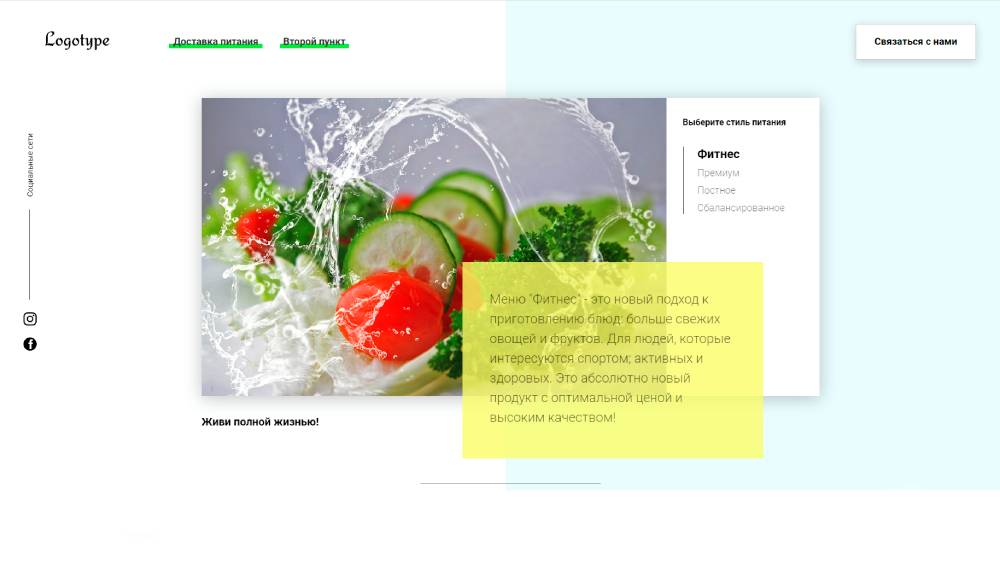 Logotype
Доставка питания
Второй пункт
Связаться с нами
Социальные сети
Выберите стиль питания
Фитнес
Премиум
Постное
Сбалансированное
Меню "Фитнес" - это новый подход к
приготовлению блюд: больше свежих
овощей и фруктов. Для людей, которые
интересуются спортом; активных и
здоровых. Это абсолютно новый
продукт с оптимальной ценой и
высоким качеством!
Живи полной жизнью!